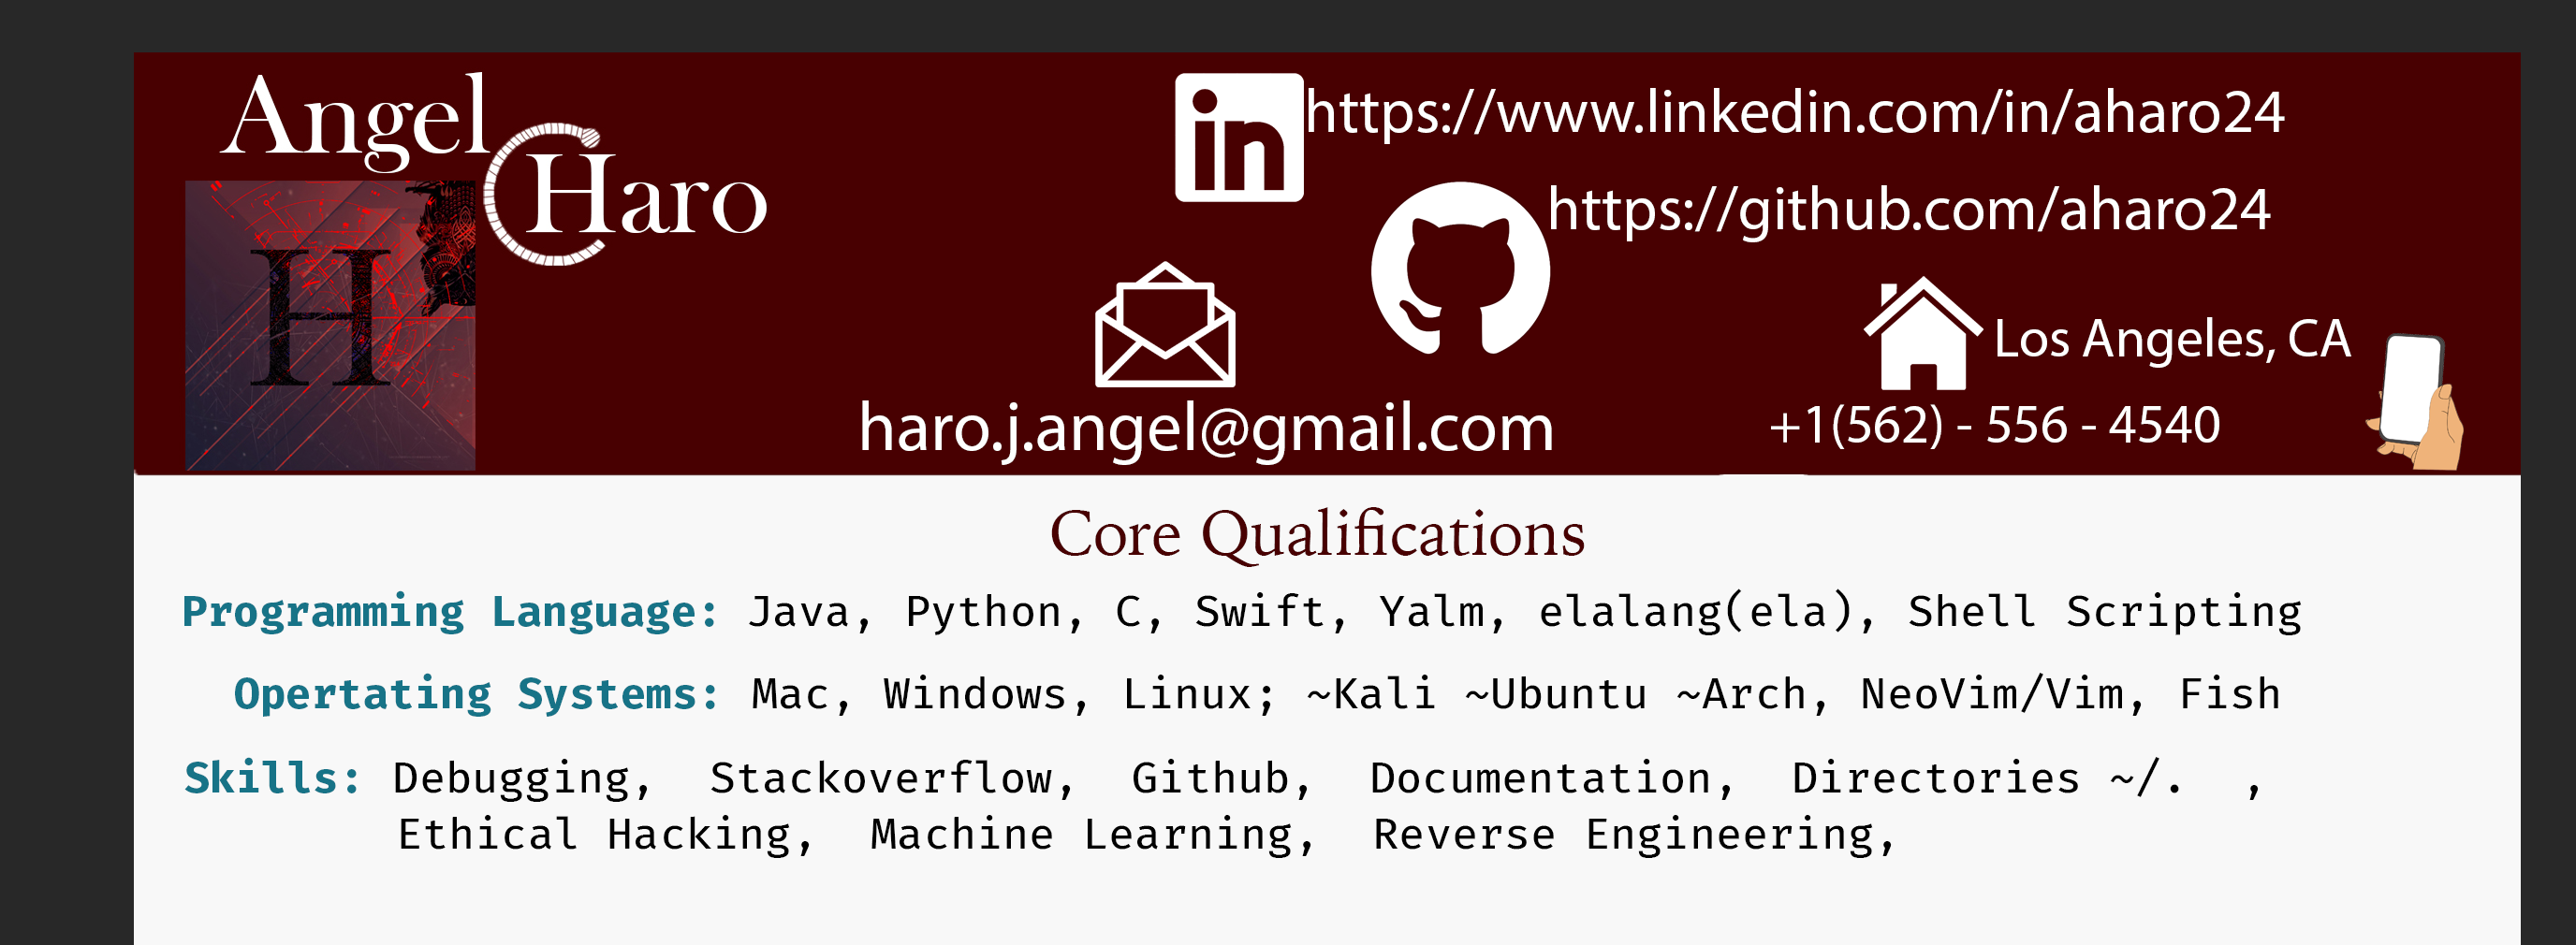 Angel
Haro
H
in https://www.linkedin.com/in/aharo24
https://github.com/aharo24
Los Angeles, CA
haro.j.angel@gmail.com
+1(562) - 556 - 4540
Core Qualifications
Programming Language: Java, Python, C, Swift, Yalm, elalang(ela), Shell Scripting
Opertating Systems: Mac, Windows, Linux; ~Kali ~Ubuntu ~Arch, NeoVim/Vim, Fish
Skills: Debugging, Stackoverflow, Github, Documentation, Directories ~/. ,
Ethical Hacking, Machine Learning, Reverse Engineering,